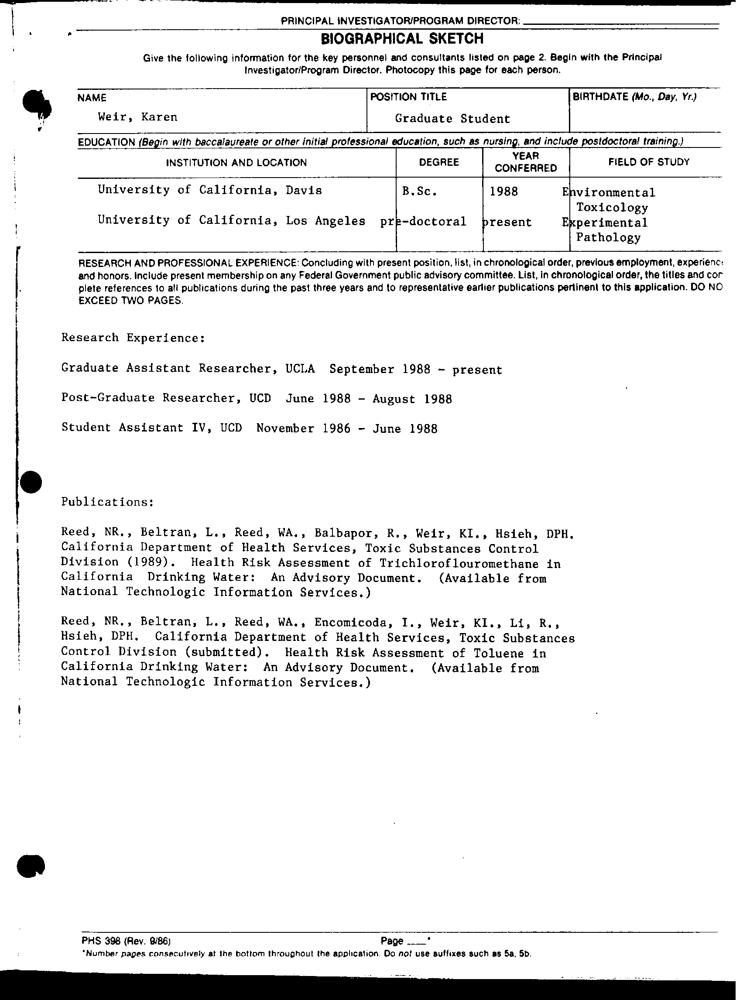 PRINCIPAL INVESTIGATOR/PROGRAM DIRECTOR:
BIOGRAPHICAL SKETCH
Give the following information for the key personnel and consultants listed on page 2. Begin with the Principal
Investigator/Program Director. Photocopy this page for each person.
NAME POSITION TITLE BIRTHDATE (Mo., Day, Yr.)
Weir, Karen Graduate Student
EDUCATION (Begin with baccalaureate or other initial professional education, such as nursing, and include postdoctoral training.)
INSTITUTION AND LOCATION DEGREE YEAR CONFERRED FIELD OF STUDY
University of California, Davis B.Sc. 1988 Environmental
Toxicology
University of California, Los Angeles pre-doctoral present Experimental
Pathology
RESEARCH AND PROFESSIONAL EXPERIENCE: Concluding with present position, list, in chronological order, previous employment, experienc
and honors. Include present membership on any Federal Government public advisory committee. List, in chronological order, the titles and com
plete references to all publications during the past three years and to representative earlier publications pertinent to this application. DO NO
EXCEED TWO PAGES.
Research Experience:
Graduate Assistant Researcher, UCLA September 1988 - present
Post-Graduate Researcher, UCD June 1988 - August 1988
Student Assistant IV, UCD November 1986 - June 1988
Publications:
Reed, NR., Beltran, L., Reed, WA., Balbapor, R., Weir, KI., Hsieh, DPH.
California Department of Health Services, Toxic Substances Control
Division (1989). Health Risk Assessment of Trichloroflouromethane in
California Drinking Water: An Advisory Document. (Available from
National Technologic Information Services.)
Reed, NR., Beltran, L., Reed, WA., Encomicoda, I., Weir, KI., Li, R.,
Hsieh, DPH. California Department of Health Services, Toxic Substances
Control Division (submitted). Health Risk Assessment of Toluene in
California Drinking Water: An Advisory Document. (Available from
National Technologic Information Services.)
PHS 398 (Rev. 9/86) Page ___*
*Number pages consecutively at the bottom throughout the application. Do not use suffixes such as 5a, 5b.